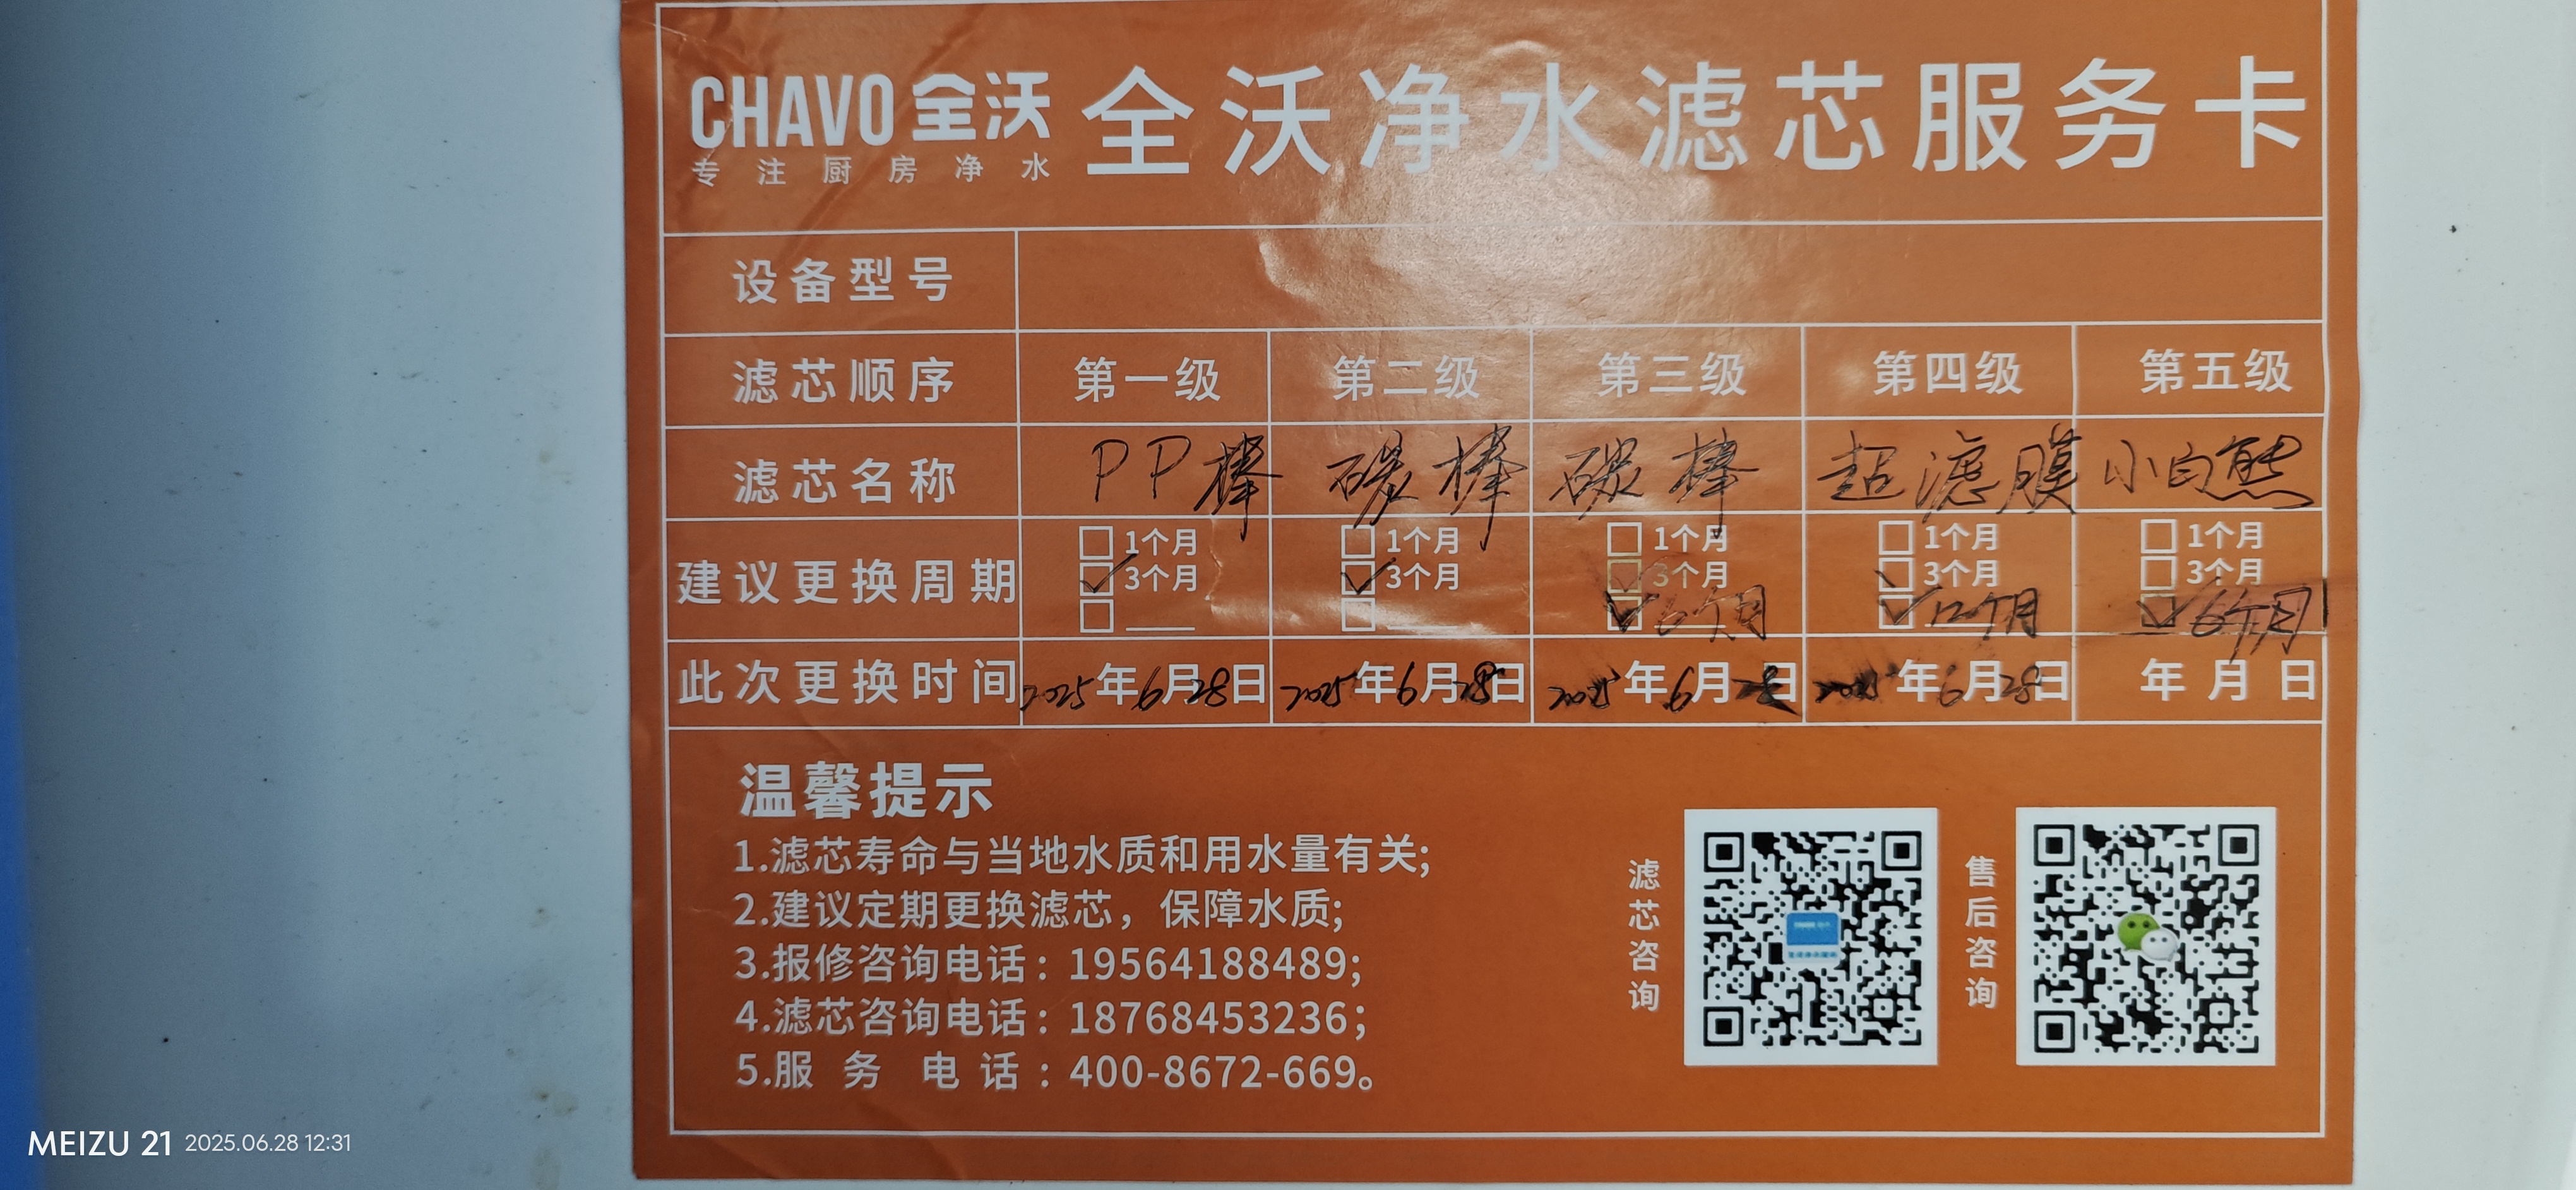 CHAVO全沃 全沃净水滤芯服务卡
专注厨房净水
设备型号
滤芯顺序 第一级 第二级 第三级 第四级 第五级
滤芯名称 PP棒 碳棒 碳棒 超滤膜 小白熊
1个月 1个月 1个月 1个月 1个月
建议更换周期 3个月 3个月 3个月 3个月 3个月
6个月 12个月 6个月
此次更换时间 2025年6月28日 2025年6月28日 2025年6月28日 2025年6月28日 年月日
温馨提示
1.滤芯寿命与当地水质和用水量有关;
2.建议定期更换滤芯，保障水质;
3.报修咨询电话：19564188489;
4.滤芯咨询电话：18768453236;
5.服务电话：400-8672-669。
滤芯咨询
售后咨询
MEIZU 21 2025.06.28 12:31